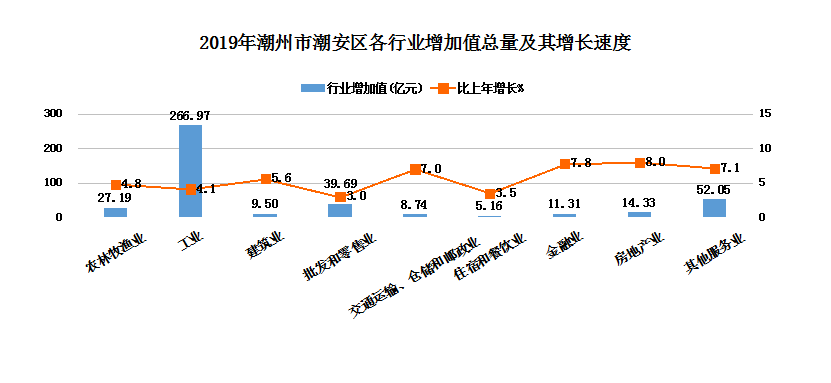 2019年潮州市潮安区各行业增加值总量及其增长速度
行业增加值(亿元) 比上年增长%
300 15
200 10
100 5
0 0
27.19 266.97 9.50 39.69 8.74 5.16 11.31 14.33 52.05
4.8 4.1 5.6 3.0 7.0 3.5 7.8 8.0 7.1
农林牧渔业
工业
建筑业
批发和零售业
交通运输、仓储和邮政业
住宿和餐饮业
金融业
房地产业
其他服务业